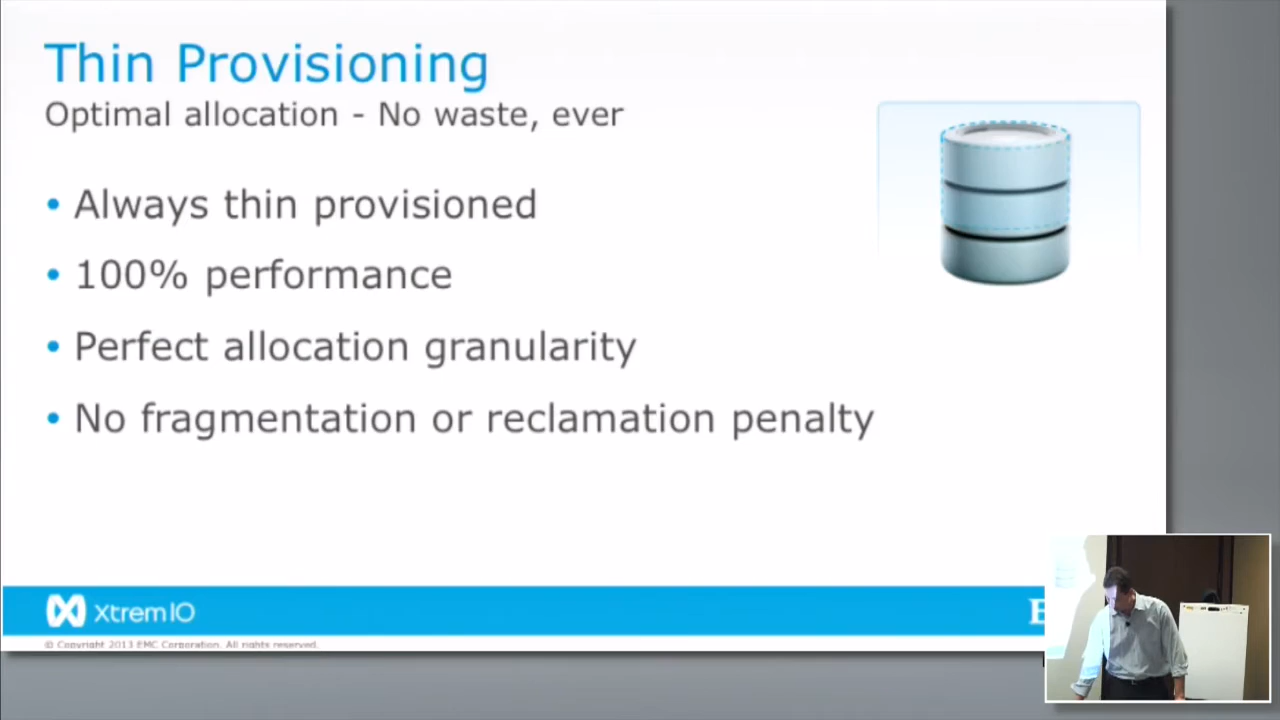 Thin Provisioning
Optimal allocation - No waste, ever
• Always thin provisioned
• 100% performance
• Perfect allocation granularity
• No fragmentation or reclamation penalty
XtremIO
© Copyright 2013 EMC Corporation. All rights reserved.